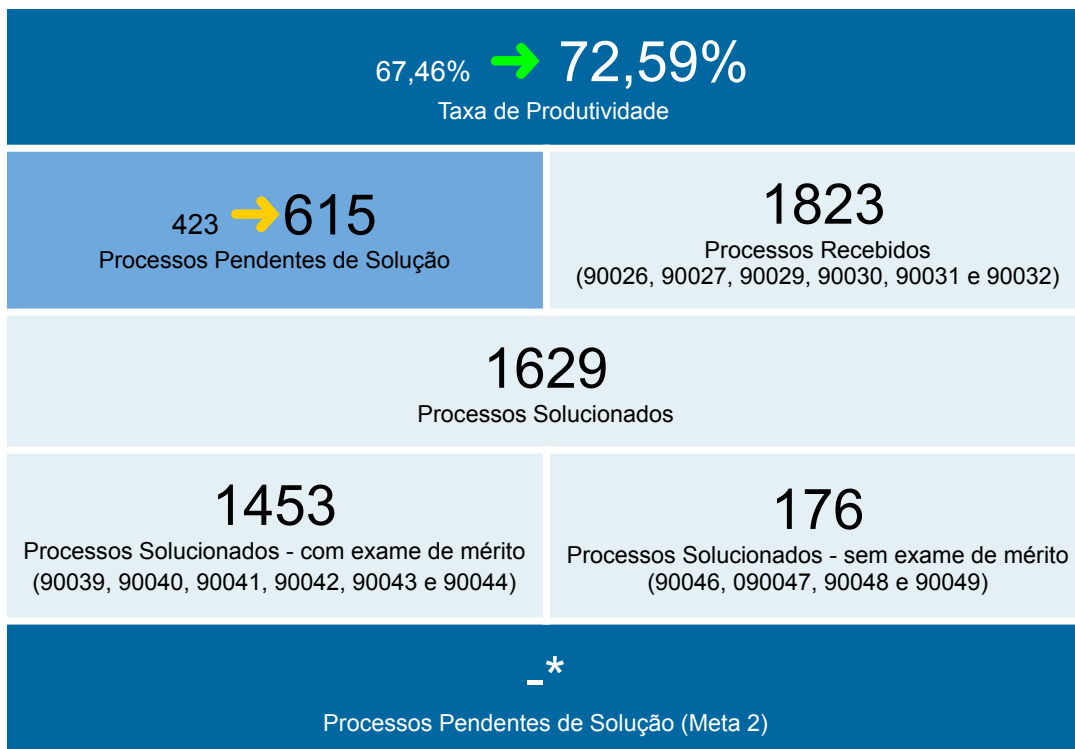 67,46% ➜ 72,59%
Taxa de Produtividade
423 ➜ 615
Processos Pendentes de Solução
1823
Processos Recebidos
(90026, 90027, 90029, 90030, 90031 e 90032)
1629
Processos Solucionados
1453
Processos Solucionados - com exame de mérito
(90039, 90040, 90041, 90042, 90043 e 90044)
176
Processos Solucionados - sem exame de mérito
(90046, 090047, 90048 e 90049)
-*
Processos Pendentes de Solução (Meta 2)